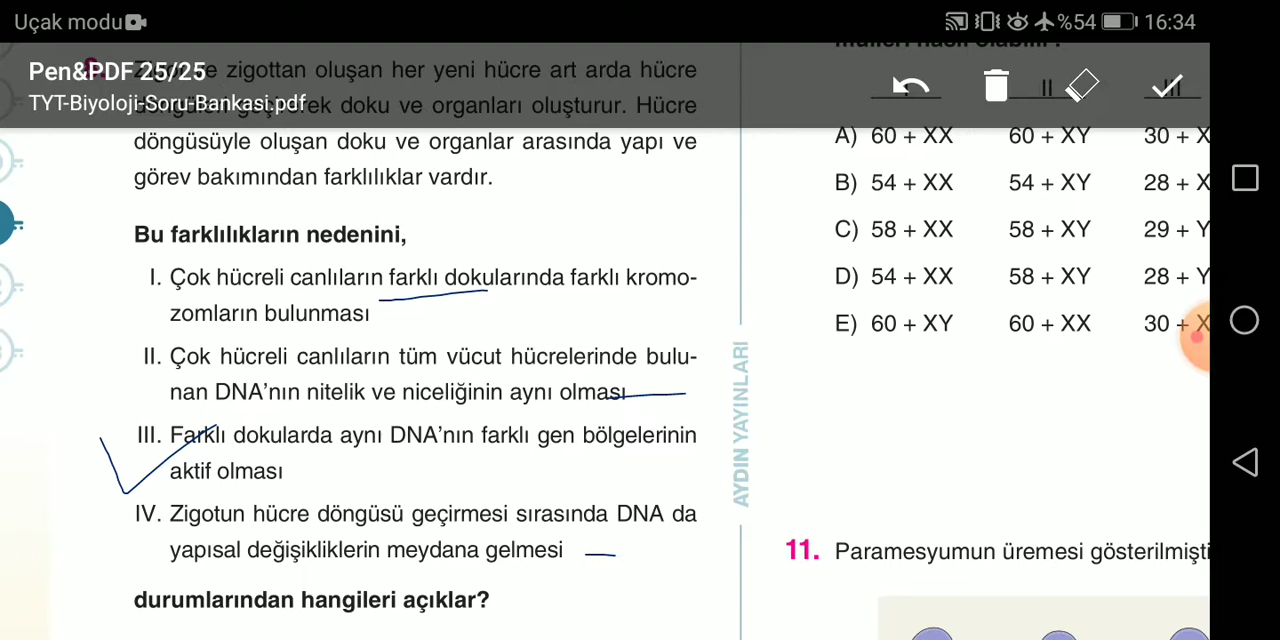 Uçak modu
%54 16:34
Pen&PDF 25/25
TYT-Biyoloji-Soru-Bankasi.pdf
zigottan oluşan her yeni hücre art arda hücre
doku ve organları oluşturur. Hücre
döngüsüyle oluşan doku ve organlar arasında yapı ve
görev bakımından farklılıklar vardır.
Bu farklılıkların nedenini,
I. Çok hücreli canlıların farklı dokularında farklı kromo-
zomların bulunması
II. Çok hücreli canlıların tüm vücut hücrelerinde bulu-
nan DNA’nın nitelik ve niceliğinin aynı olması
III. Farklı dokularda aynı DNA’nın farklı gen bölgelerinin
aktif olması
IV. Zigotun hücre döngüsü geçirmesi sırasında DNA da
yapısal değişikliklerin meydana gelmesi
durumlarından hangileri açıklar?
AYDIN YAYINLARI
II III
A) 60 + XX 60 + XY 30 + X
B) 54 + XX 54 + XY 28 + X
C) 58 + XX 58 + XY 29 + Y
D) 54 + XX 58 + XY 28 + Y
E) 60 + XY 60 + XX 30 + X
11. Paramesyumun üremesi gösterilmişti